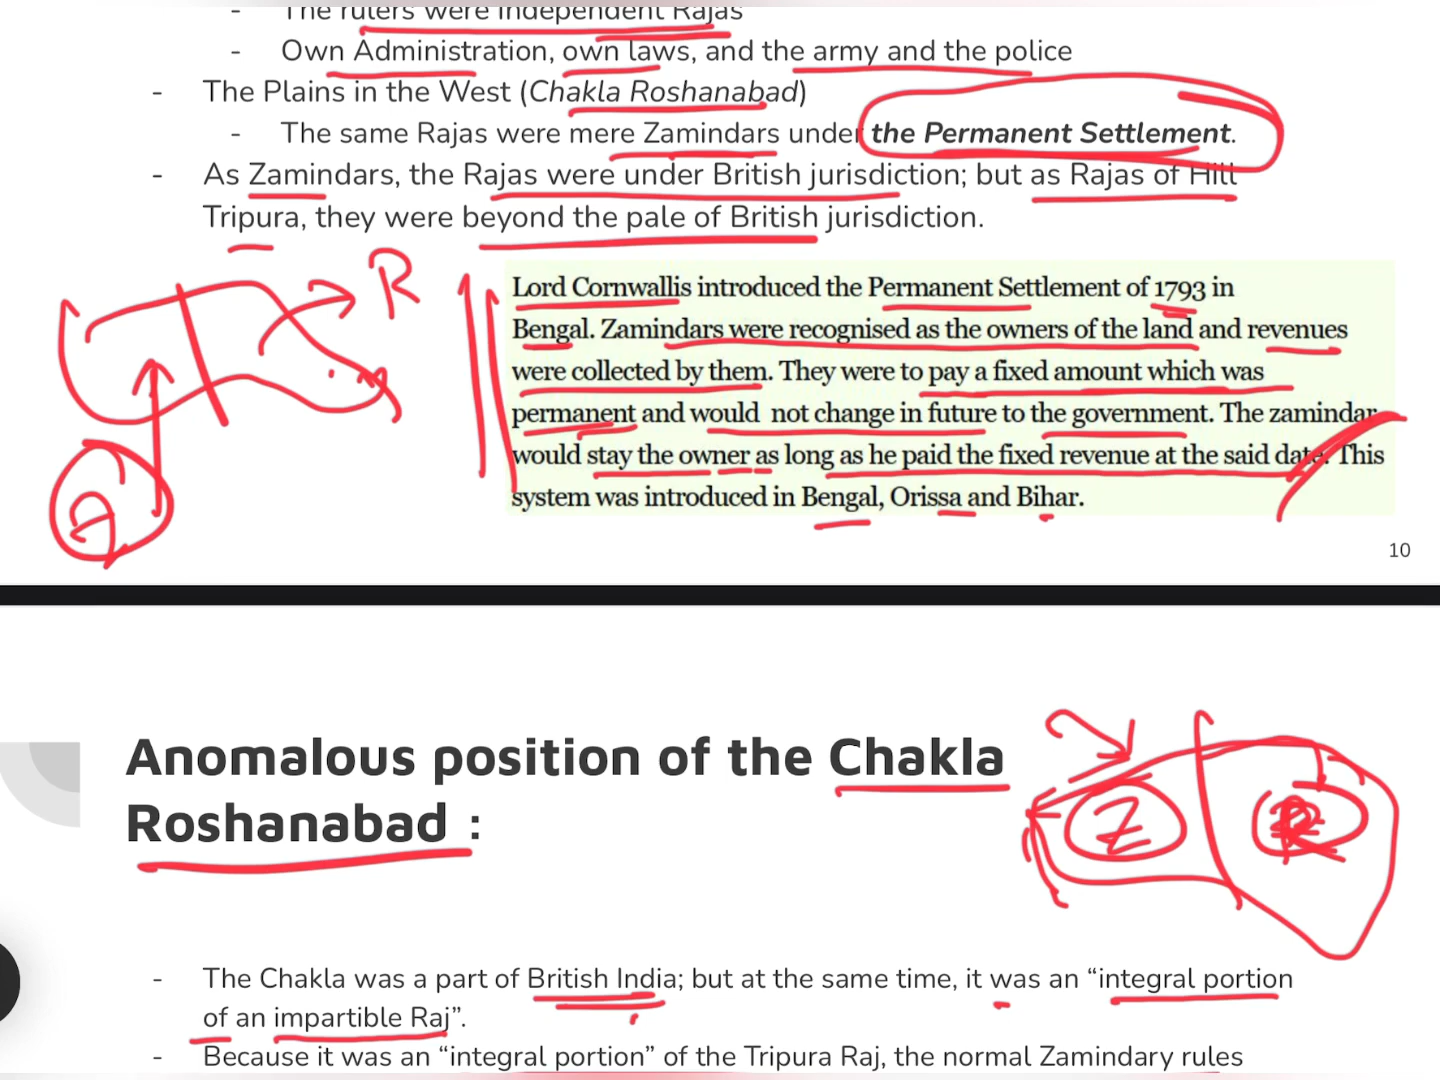 - The rulers were independent Rajas
- Own Administration, own laws, and the army and the police
- The Plains in the West (Chakla Roshanabad)
- The same Rajas were mere Zamindars under the Permanent Settlement.
- As Zamindars, the Rajas were under British jurisdiction; but as Rajas of Hill
Tripura, they were beyond the pale of British jurisdiction.
R
Lord Cornwallis introduced the Permanent Settlement of 1793 in
Bengal. Zamindars were recognised as the owners of the land and revenues
were collected by them. They were to pay a fixed amount which was
permanent and would not change in future to the government. The zamindar
would stay the owner as long as he paid the fixed revenue at the said date. This
system was introduced in Bengal, Orissa and Bihar.
10
Anomalous position of the Chakla
Roshanabad :
Z
R
- The Chakla was a part of British India; but at the same time, it was an “integral portion
of an impartible Raj”.
- Because it was an “integral portion” of the Tripura Raj, the normal Zamindary rules